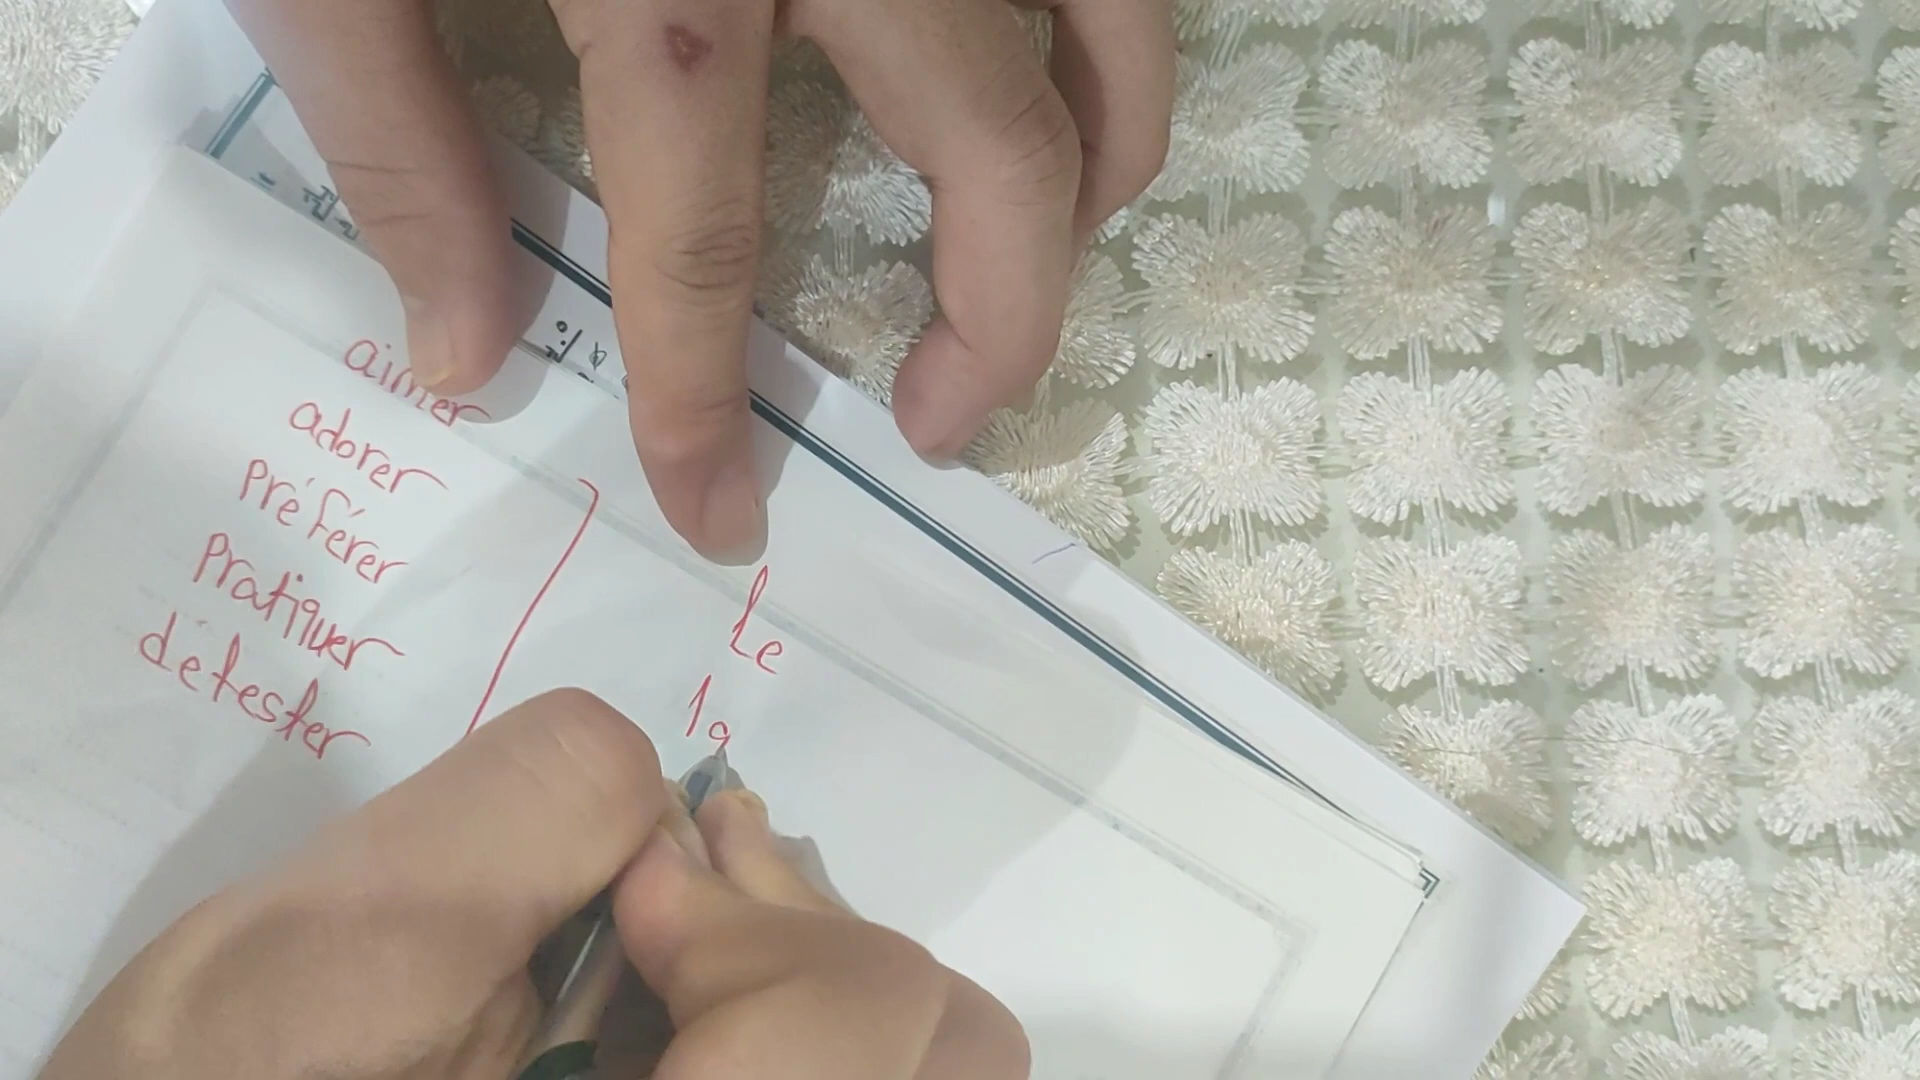 aimer
adorer
préférer
pratiquer
détester
le
la